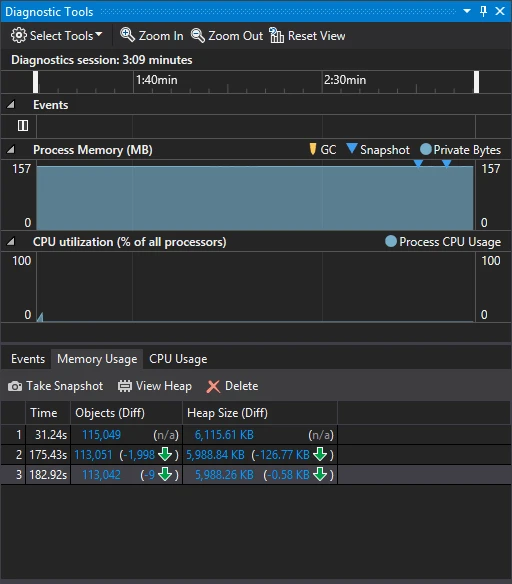 Diagnostic Tools
Select Tools Zoom In Zoom Out Reset View
Diagnostics session: 3:09 minutes
1:40min 2:30min
Events
Process Memory (MB) GC Snapshot Private Bytes
157 157
0 0
CPU utilization (% of all processors) Process CPU Usage
100 100
0 0
Events Memory Usage CPU Usage
Take Snapshot View Heap Delete
Time Objects (Diff) Heap Size (Diff)
1 31.24s 115,049 (n/a) 6,115.61 KB (n/a)
2 175.43s 113,051 (-1,998 ) 5,988.84 KB (-126.77 KB )
3 182.92s 113,042 (-9 ) 5,988.26 KB (-0.58 KB )